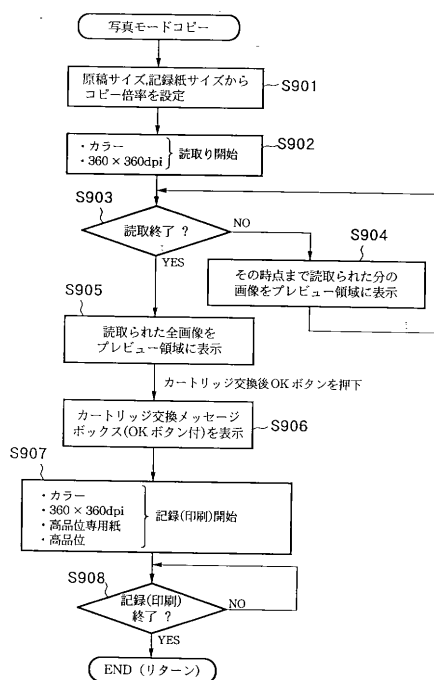 写真モードコピー
原稿サイズ,記録紙サイズから
コピー倍率を設定
S901
・カラー
・360×360dpi
読取り開始
S902
S903
読取終了 ?
NO
YES
S904
その時点まで読取られた分の
画像をプレビュー領域に表示
S905
読取られた全画像を
プレビュー領域に表示
カートリッジ交換後OKボタンを押下
カートリッジ交換メッセージ
ボックス(OKボタン付)を表示
S906
S907
・カラー
・360×360dpi
・高品位専用紙
・高品位
記録(印刷)開始
S908
記録(印刷)
終了 ?
NO
YES
END (リターン)